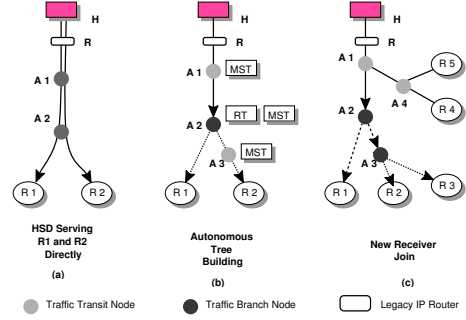 H
R
A 1
A 2
R 1
R 2
HSD Serving
R1 and R2
Directly
(a)
H
R
A 1
MST
A 2
RT
MST
A 3
MST
R 1
R 2
Autonomous
Tree
Building
(b)
H
R
A 1
R 5
A 4
R 4
A 2
A 3
R 1
R 2
R 3
New Receiver
Join
(c)
Traffic Transit Node
Traffic Branch Node
Legacy IP Router